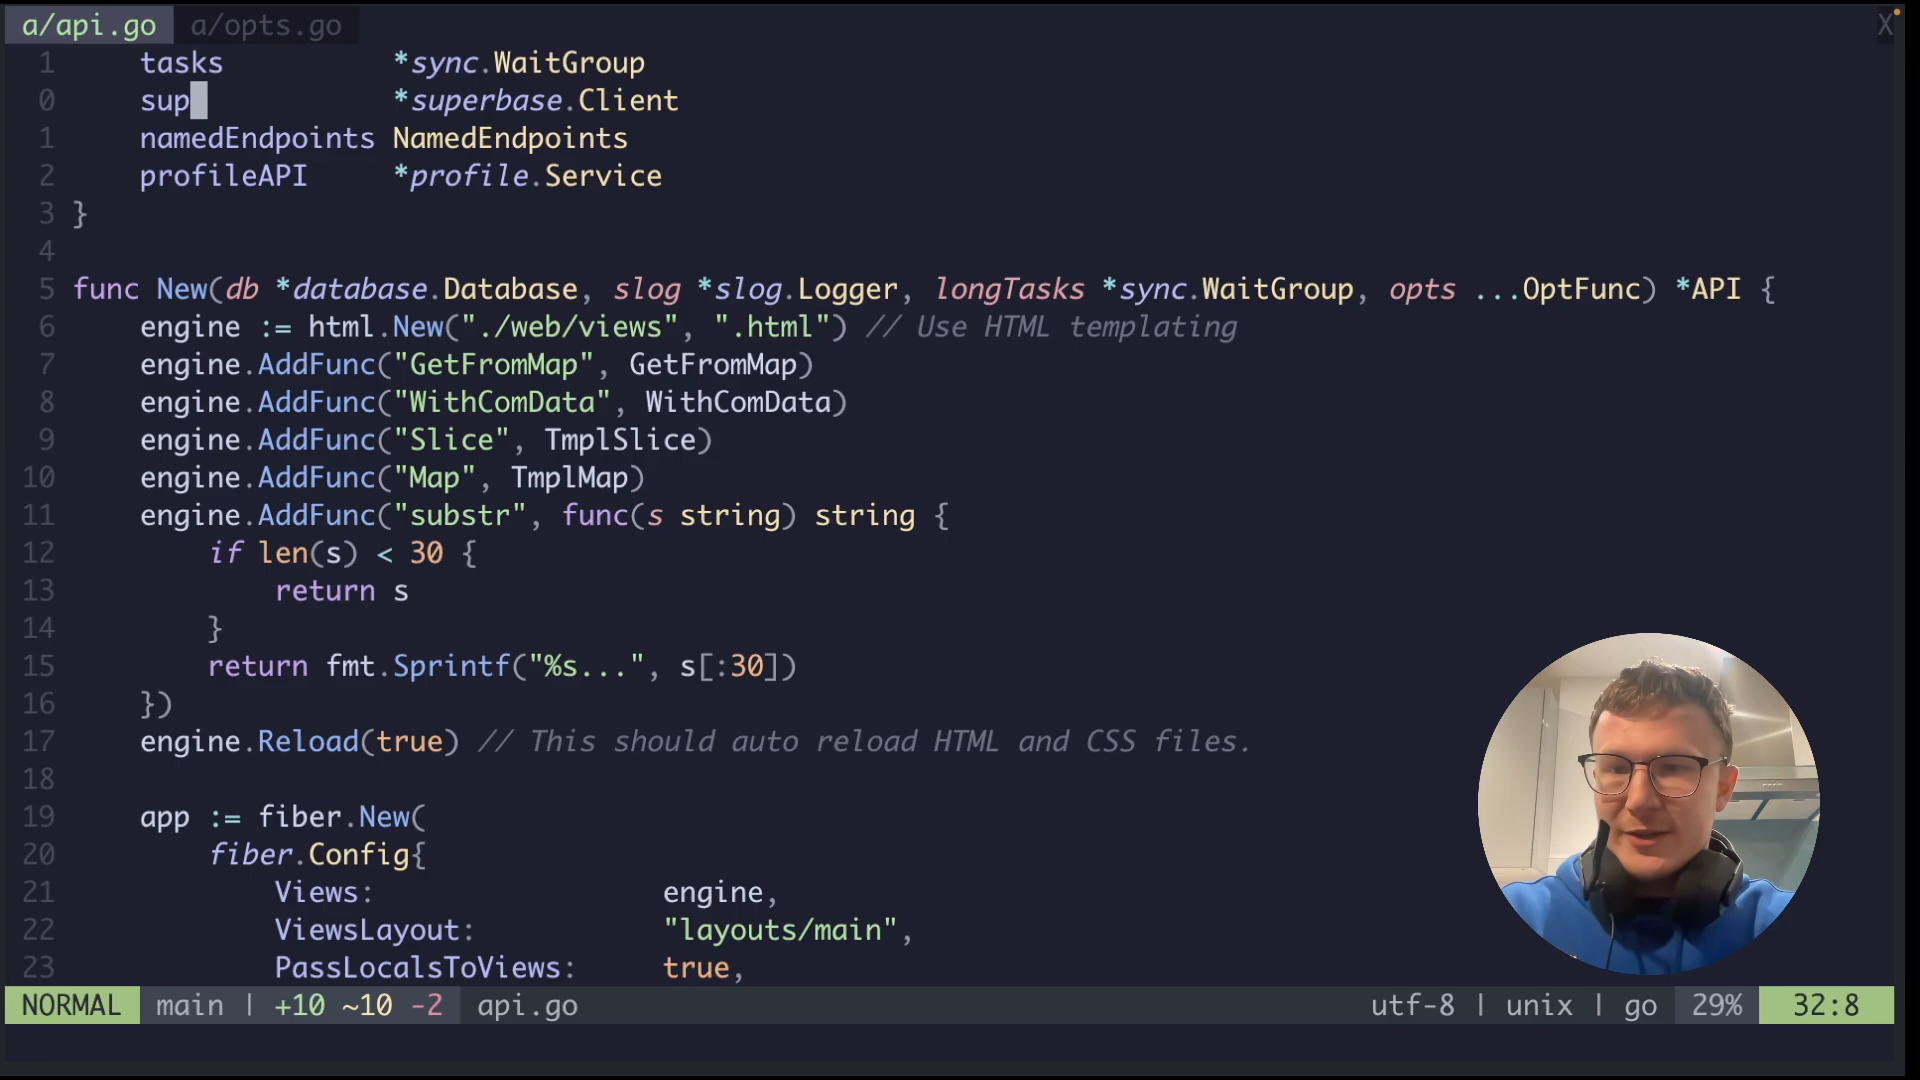 a/api.go a/opts.go X
1 tasks *sync.WaitGroup
0 sup *superbase.Client
1 namedEndpoints NamedEndpoints
2 profileAPI *profile.Service
3 }
4
5 func New(db *database.Database, slog *slog.Logger, longTasks *sync.WaitGroup, opts ...OptFunc) *API {
6 engine := html.New("./web/views", ".html") // Use HTML templating
7 engine.AddFunc("GetFromMap", GetFromMap)
8 engine.AddFunc("WithComData", WithComData)
9 engine.AddFunc("Slice", TmplSlice)
10 engine.AddFunc("Map", TmplMap)
11 engine.AddFunc("substr", func(s string) string {
12 if len(s) < 30 {
13 return s
14 }
15 return fmt.Sprintf("%s...", s[:30])
16 })
17 engine.Reload(true) // This should auto reload HTML and CSS files.
18
19 app := fiber.New(
20 fiber.Config{
21 Views: engine,
22 ViewsLayout: "layouts/main",
23 PassLocalsToViews: true,
NORMAL main | +10 ~10 -2 api.go utf-8 | unix | go 29% 32:8